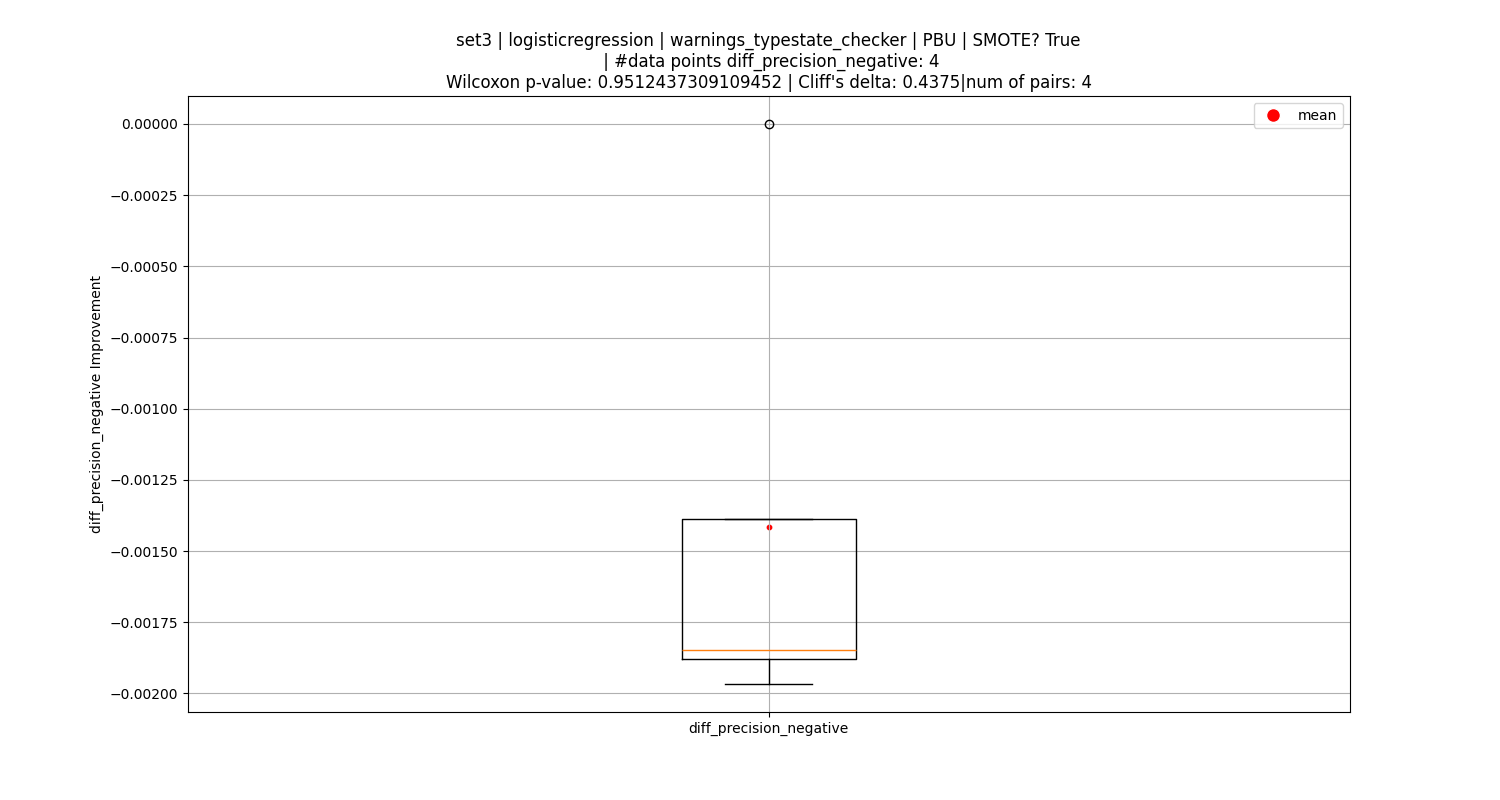 set3 | logisticregression | warnings_typestate_checker | PBU | SMOTE? True
| #data points diff_precision_negative: 4
Wilcoxon p-value: 0.9512437309109452 | Cliff's delta: 0.4375|num of pairs: 4
mean
0.00000
−0.00025
−0.00050
−0.00075
−0.00100
−0.00125
−0.00150
−0.00175
−0.00200
diff_precision_negative Improvement
diff_precision_negative